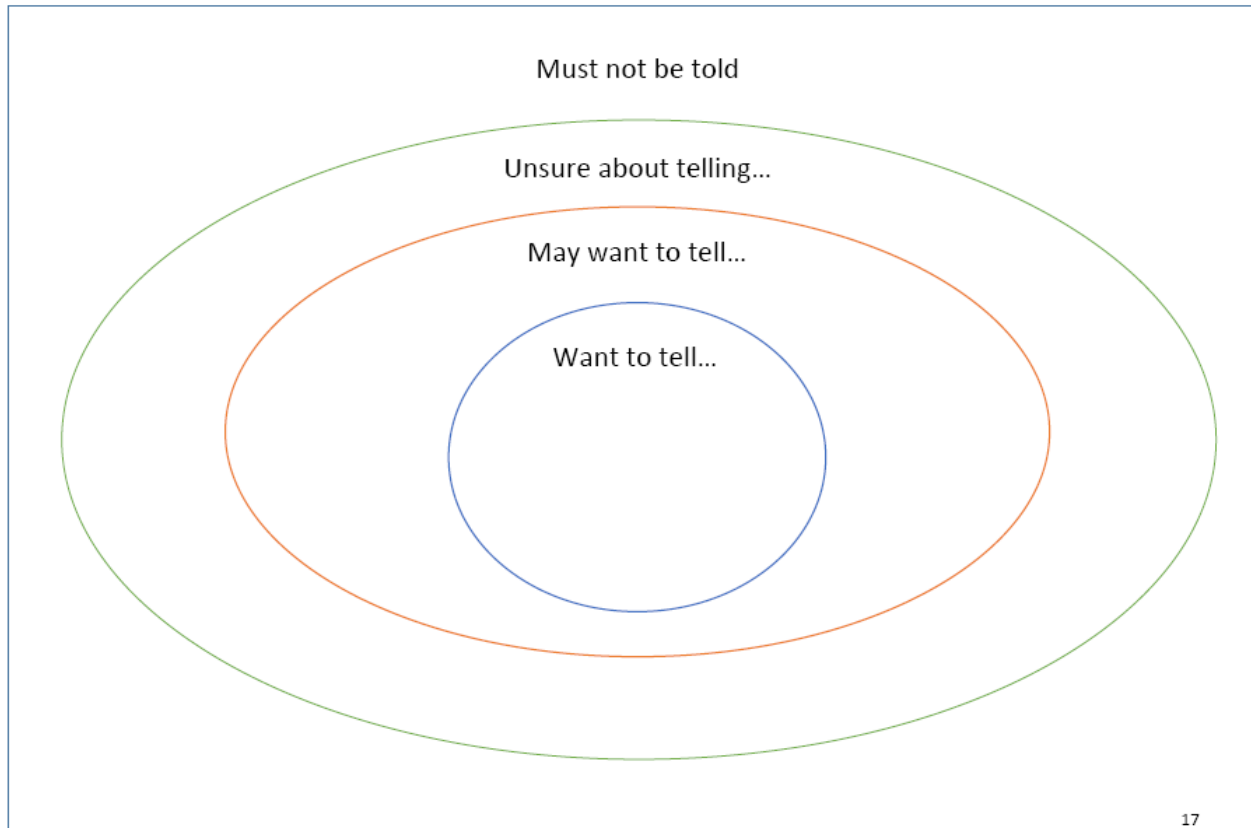 Must not be told
Unsure about telling...
May want to tell...
Want to tell...
17